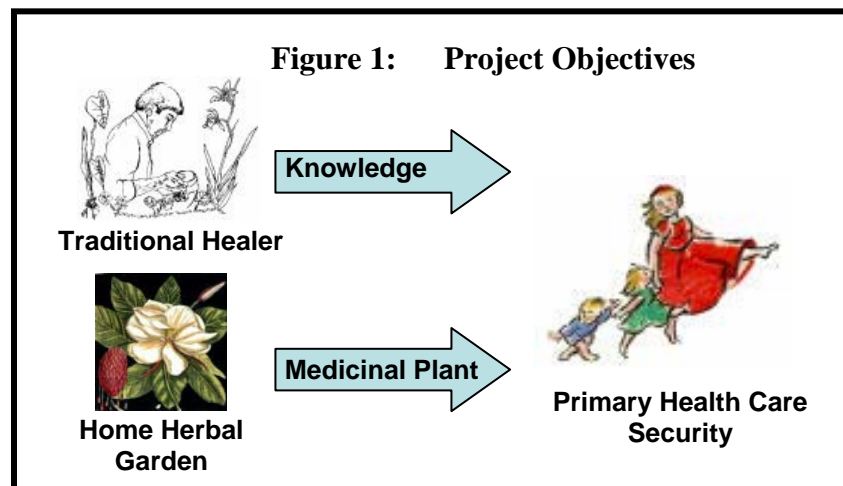 Figure 1: Project Objectives
Knowledge
Traditional Healer
Medicinal Plant
Home Herbal
Garden
Primary Health Care
Security